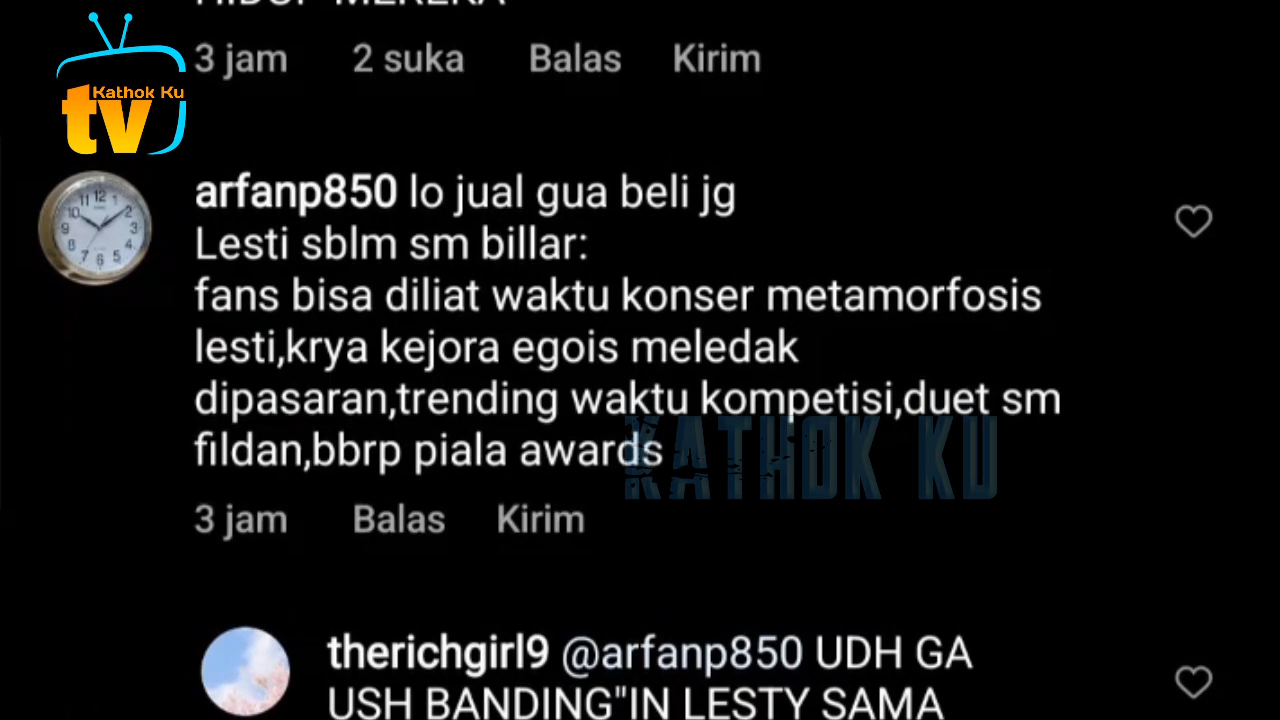 HIDUP MEREKA
3 jam 2 suka Balas Kirim
Kathok Ku
tv
arfanp850 lo jual gua beli jg
Lesti sblm sm billar:
fans bisa diliat waktu konser metamorfosis
lesti,krya kejora egois meledak
dipasaran,trending waktu kompetisi,duet sm
fildan,bbrp piala awards
KATHOK KU
3 jam Balas Kirim
therichgirl9 @arfanp850 UDH GA
USH BANDING"IN LESTY SAMA